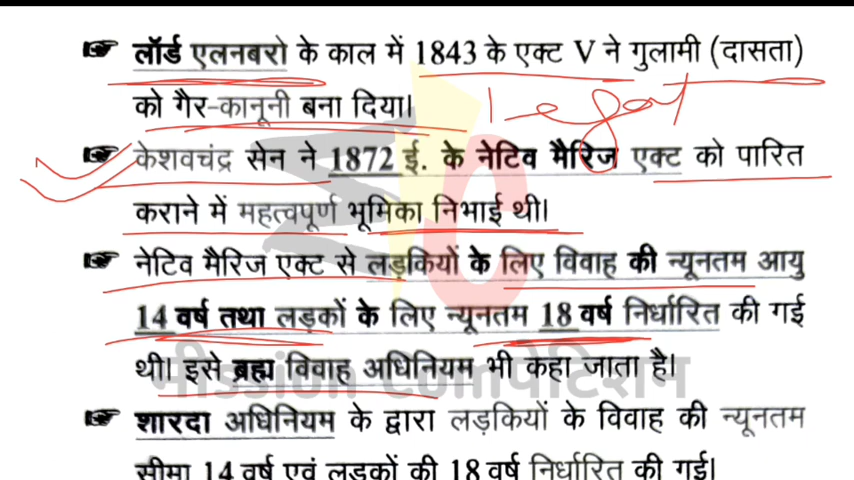 ☞ लॉर्ड एलनबरो के काल में 1843 के एक्ट V ने गुलामी (दासता)
को गैर-कानूनी बना दिया।
☞ केशवचंद्र सेन ने 1872 ई. के नेटिव मैरिज एक्ट को पारित
कराने में महत्वपूर्ण भूमिका निभाई थी।
☞ नेटिव मैरिज एक्ट से लड़कियों के लिए विवाह की न्यूनतम आयु
14 वर्ष तथा लड़कों के लिए न्यूनतम 18 वर्ष निर्धारित की गई
थी। इसे ब्रह्म विवाह अधिनियम भी कहा जाता है।
मीssion Comपेटिशन
☞ शारदा अधिनियम के द्वारा लड़कियों के विवाह की न्यूनतम
सीमा 14 वर्ष एवं लड़कों की 18 वर्ष निर्धारित की गई।